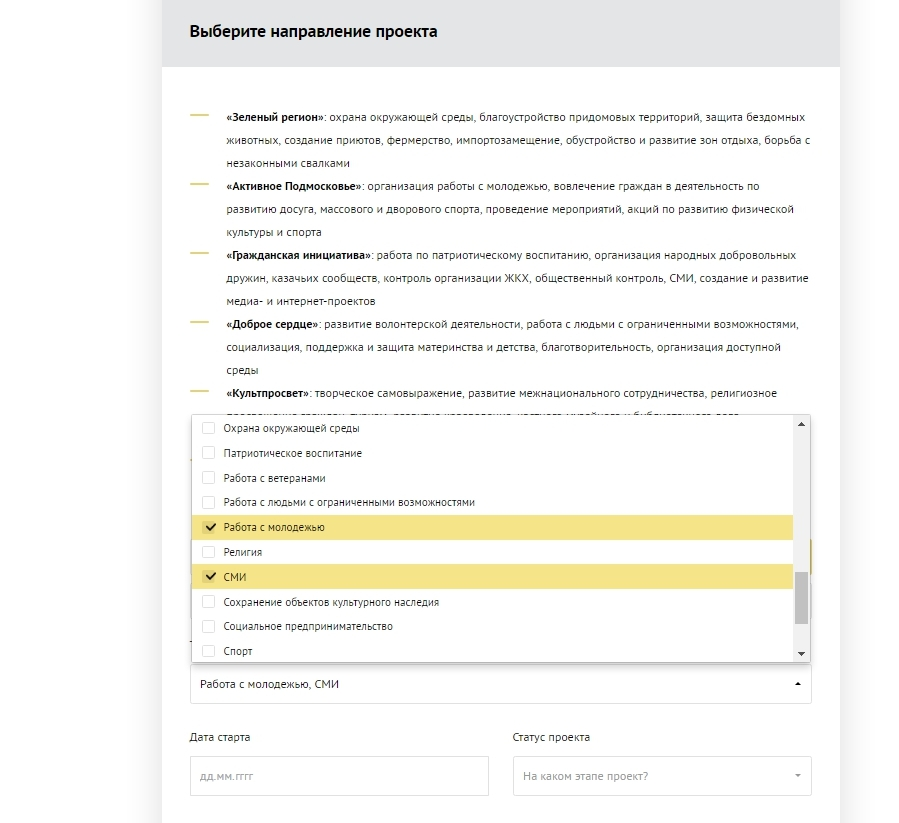 Выберите направление проекта
«Зеленый регион»: охрана окружающей среды, благоустройство придомовых территорий, защита бездомных
животных, создание приютов, фермерство, импортозамещение, обустройство и развитие зон отдыха, борьба с
незаконными свалками
«Активное Подмосковье»: организация работы с молодежью, вовлечение граждан в деятельность по
развитию досуга, массового и дворового спорта, проведение мероприятий, акций по развитию физической
культуры и спорта
«Гражданская инициатива»: работа по патриотическому воспитанию, организация народных добровольных
дружин, казачьих сообществ, контроль организации ЖКХ, общественный контроль, СМИ, создание и развитие
медиа- и интернет-проектов
«Доброе сердце»: развитие волонтерской деятельности, работа с людьми с ограниченными возможностями,
социализация, поддержка и защита материнства и детства, благотворительность, организация доступной
среды
«Культпросвет»: творческое самовыражение, развитие межнационального сотрудничества, религиозное
Охрана окружающей среды
Патриотическое воспитание
Работа с ветеранами
Работа с людьми с ограниченными возможностями
Работа с молодежью
Религия
СМИ
Сохранение объектов культурного наследия
Социальное предпринимательство
Спорт
Работа с молодежью, СМИ
Дата старта
Статус проекта
дд.мм.гггг
На каком этапе проект?